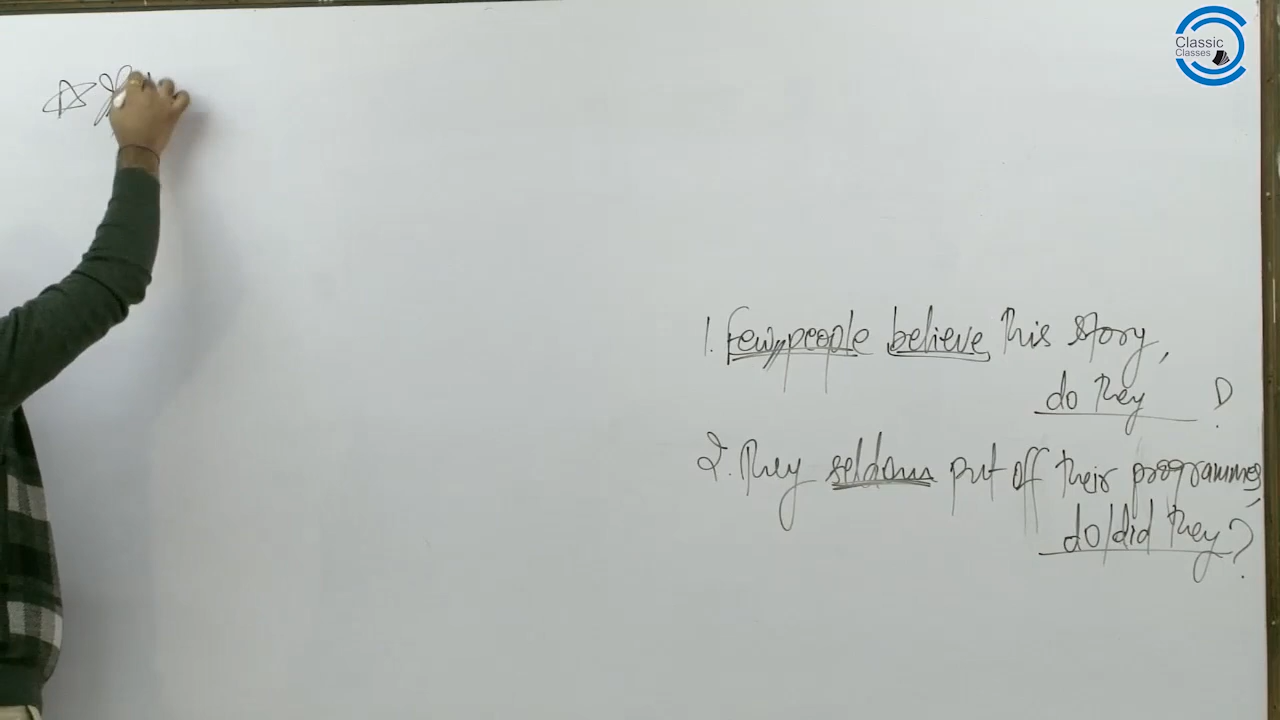 Classic
Classes
1. Few people believe this story,
do they ?
2. They seldom put off their programmes,
do/did they?